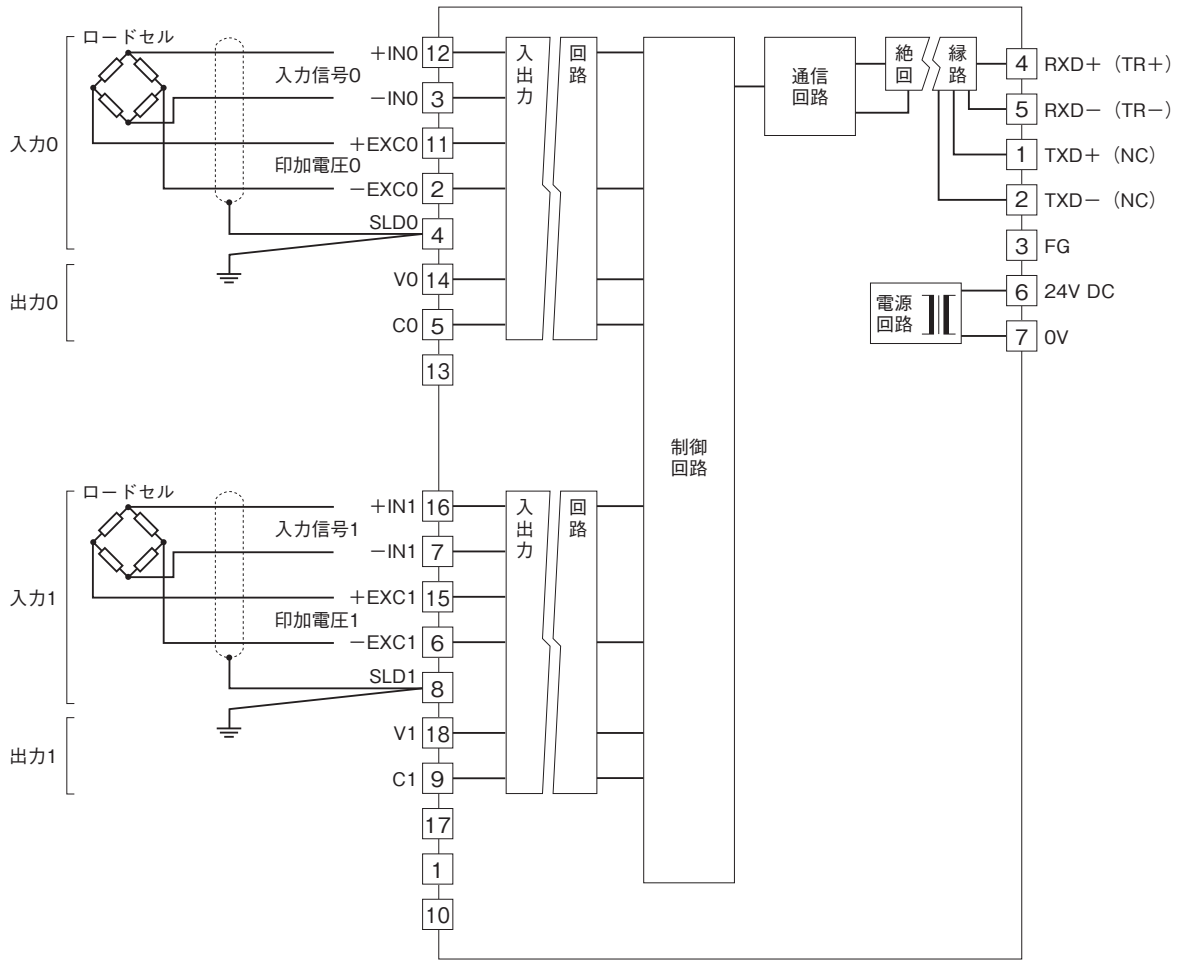 ロードセル
入力0
入力信号0
印加電圧0
+IN0 12
−IN0 3
+EXC0 11
−EXC0 2
SLD0 4
出力0
V0 14
C0 5
13
入出力
回路
ロードセル
入力1
入力信号1
印加電圧1
+IN1 16
−IN1 7
+EXC1 15
−EXC1 6
SLD1 8
出力1
V1 18
C1 9
17
1
10
入出力
回路
制御
回路
通信
回路
絶縁
回路
4 RXD+（TR+）
5 RXD−（TR−）
1 TXD+（NC）
2 TXD−（NC）
3 FG
電源
回路
6 24V DC
7 0V